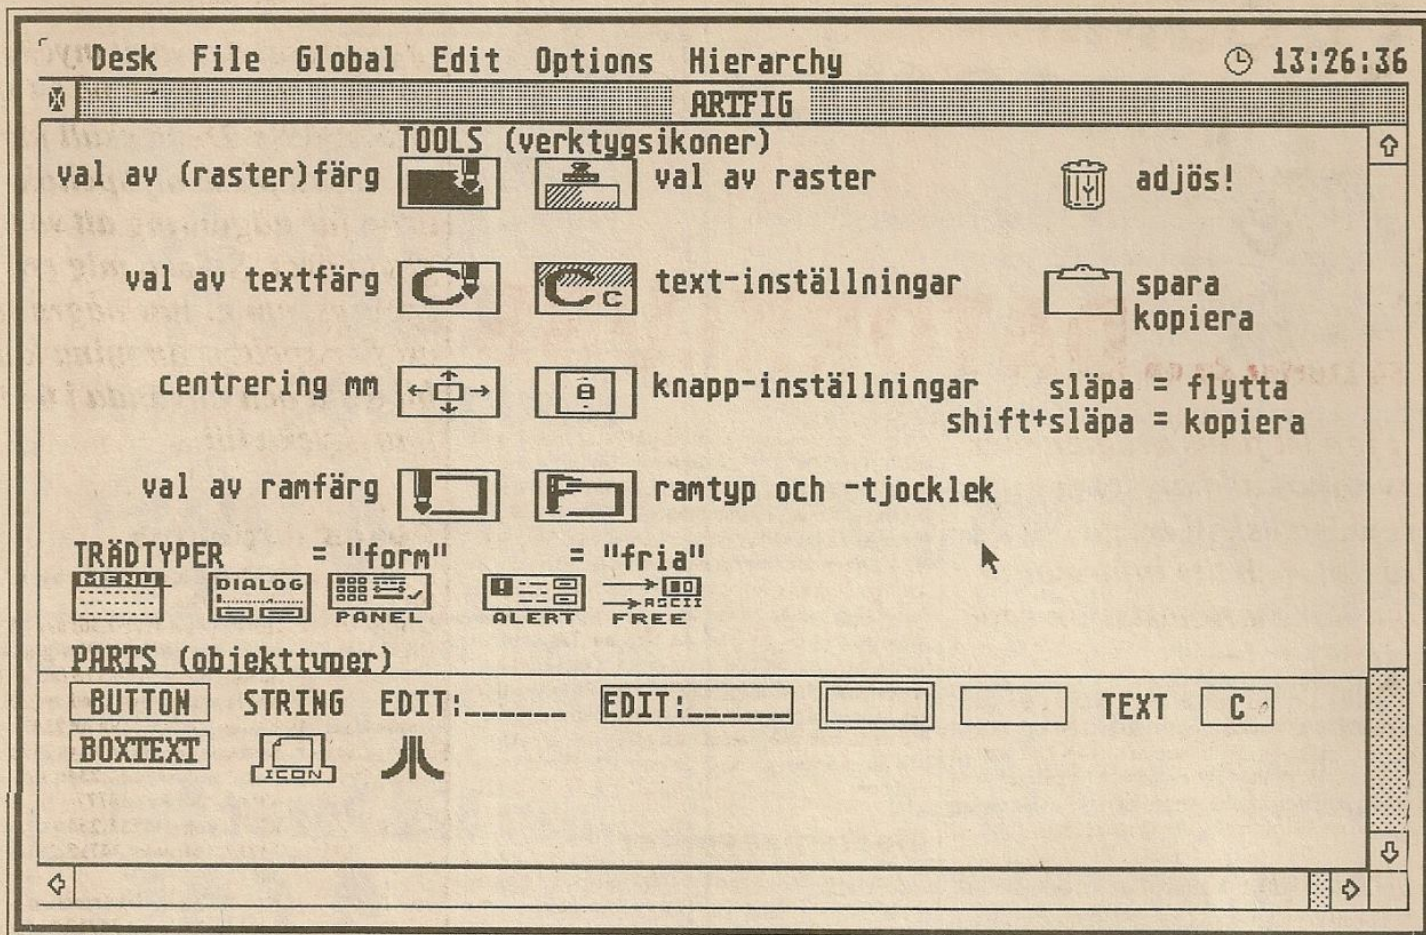 Desk File Global Edit Options Hierarchy 13:26:36
ARTFIG
TOOLS (verktygsikoner)
val av (raster)färg val av raster adjös!
val av textfärg C C c text-inställningar spara
kopiera
centrering mm knapp-inställningar släpa = flytta
shift+släpa = kopiera
val av ramfärg ramtyp och -tjocklek
TRÄDTYPER = "form" = "fria"
MENU DIALOG PANEL ALERT ASCII FREE
PARTS (objekttyper)
BUTTON STRING EDIT:______ EDIT:______ TEXT C
BOXTEXT ICON